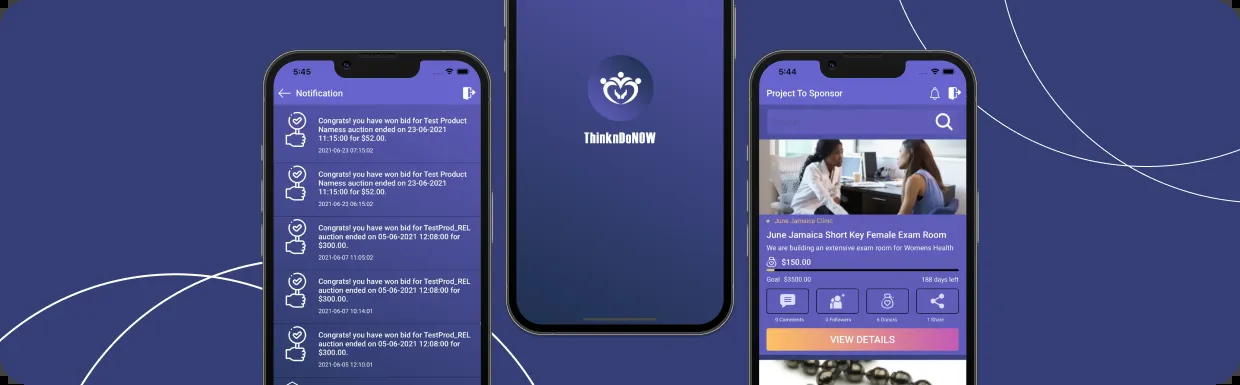 5:45
Notification
Congrats! you have won bid for Test Product
Namess auction ended on 23-06-2021
11:15:00 for $52.00.
2021-06-23 07:15:02
Congrats! you have won bid for Test Product
Namess auction ended on 23-06-2021
11:15:00 for $52.00.
2021-06-22 06:15:02
Congrats! you have won bid for TestProd_REL
auction ended on 05-06-2021 12:08:00 for
$300.00.
2021-06-07 11:05:02
Congrats! you have won bid for TestProd_REL
auction ended on 05-06-2021 12:08:00 for
$300.00.
2021-06-07 10:14:01
Congrats! you have won bid for TestProd_REL
auction ended on 05-06-2021 12:08:00 for
$300.00.
2021-06-05 12:10:01
ThinknDoNOW
5:44
Project To Sponsor
Search
June Jamaica Clinic
June Jamaica Short Key Female Exam Room
We are building an extensive exam room for Womens Health
$150.00
Goal $3500.00
188 days left
0 Comments
0 Followers
6 Donors
1 Share
VIEW DETAILS